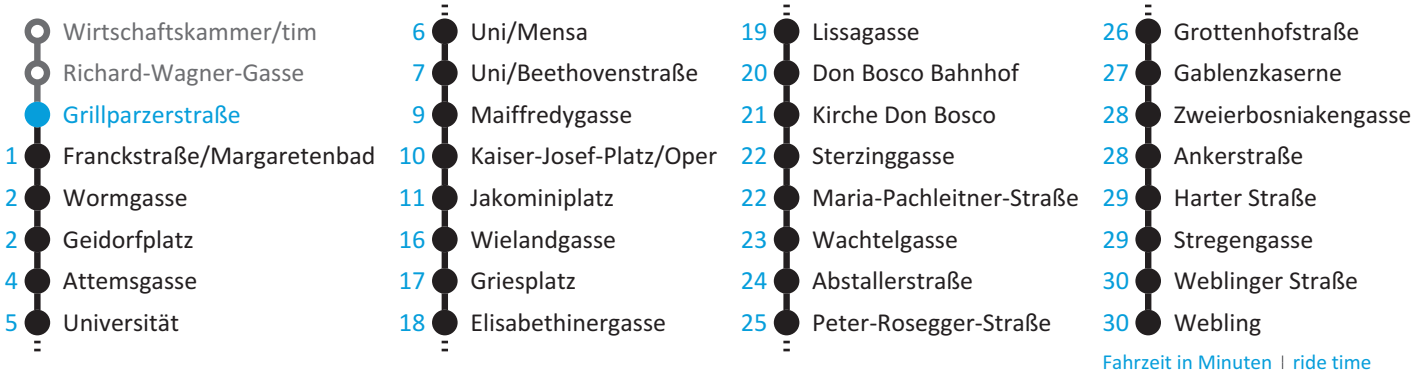 Wirtschaftskammer/tim
Richard-Wagner-Gasse
Grillparzerstraße
1 Franckstraße/Margaretenbad
2 Wormgasse
2 Geidorfplatz
4 Attemsgasse
5 Universität
6 Uni/Mensa
7 Uni/Beethovenstraße
9 Maiffredygasse
10 Kaiser-Josef-Platz/Oper
11 Jakominiplatz
16 Wielandgasse
17 Griesplatz
18 Elisabethinergasse
19 Lissagasse
20 Don Bosco Bahnhof
21 Kirche Don Bosco
22 Sterzinggasse
22 Maria-Pachleitner-Straße
23 Wachtelgasse
24 Abstallerstraße
25 Peter-Rosegger-Straße
26 Grottenhofstraße
27 Gablenzkaserne
28 Zweierbosniakengasse
28 Ankerstraße
29 Harter Straße
29 Stregengasse
30 Weblinger Straße
30 Webling
Fahrzeit in Minuten | ride time